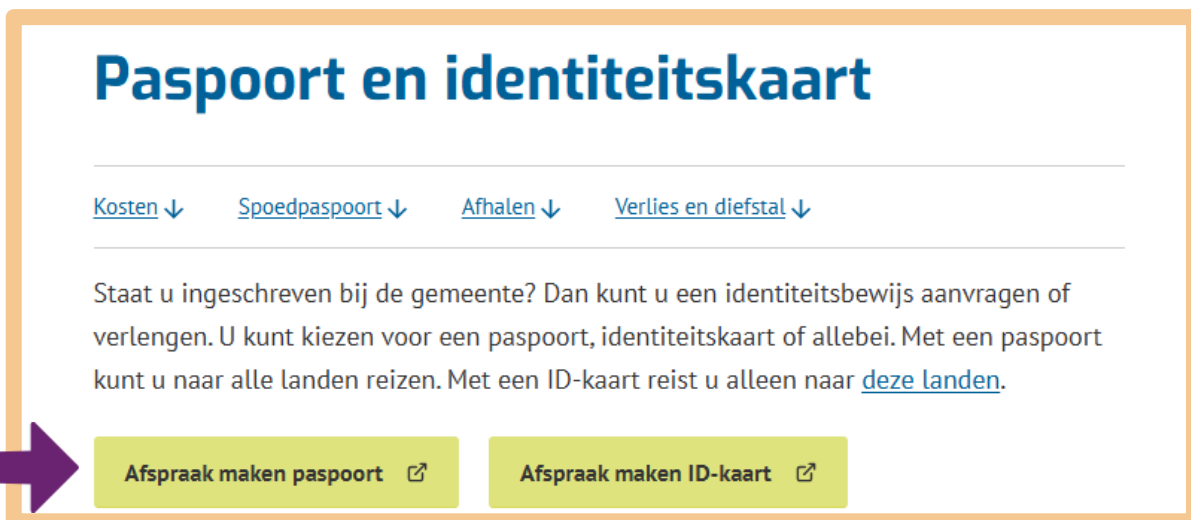 Paspoort en identiteitskaart
Kosten Spoedpaspoort Afhalen Verlies en diefstal
Staat u ingeschreven bij de gemeente? Dan kunt u een identiteitsbewijs aanvragen of
verlengen. U kunt kiezen voor een paspoort, identiteitskaart of allebei. Met een paspoort
kunt u naar alle landen reizen. Met een ID-kaart reist u alleen naar deze landen.
Afspraak maken paspoort Afspraak maken ID-kaart